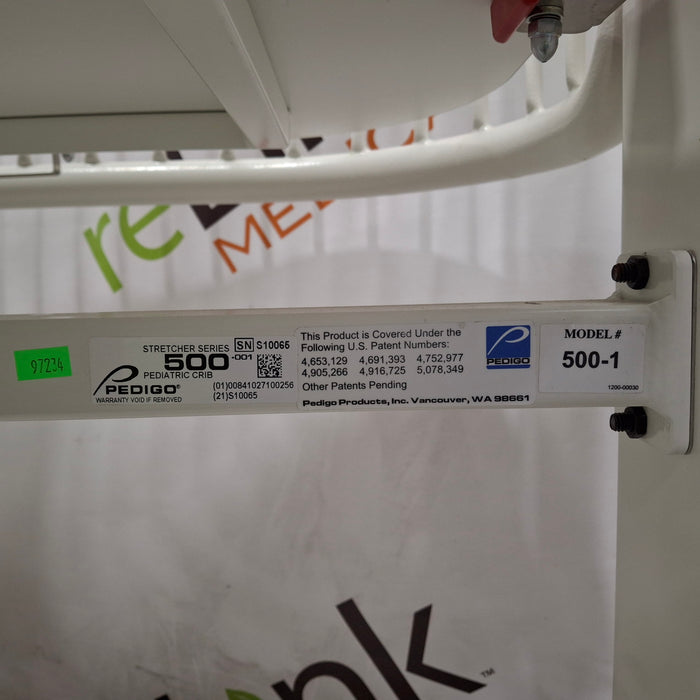 re
MED
97234
STRETCHER SERIES
500-001
PEDIATRIC CRIB
SN S10065
PEDIGO®
WARRANTY VOID IF REMOVED
(01)00841027100256
(21)S10065
This Product is Covered Under the
Following U.S. Patent Numbers:
4,653,129 4,691,393 4,752,977
4,905,266 4,916,725 5,078,349
Other Patents Pending
Pedigo Products, Inc. Vancouver, WA 98661
PEDIGO
MODEL #
500-1
1200-00030
nk™